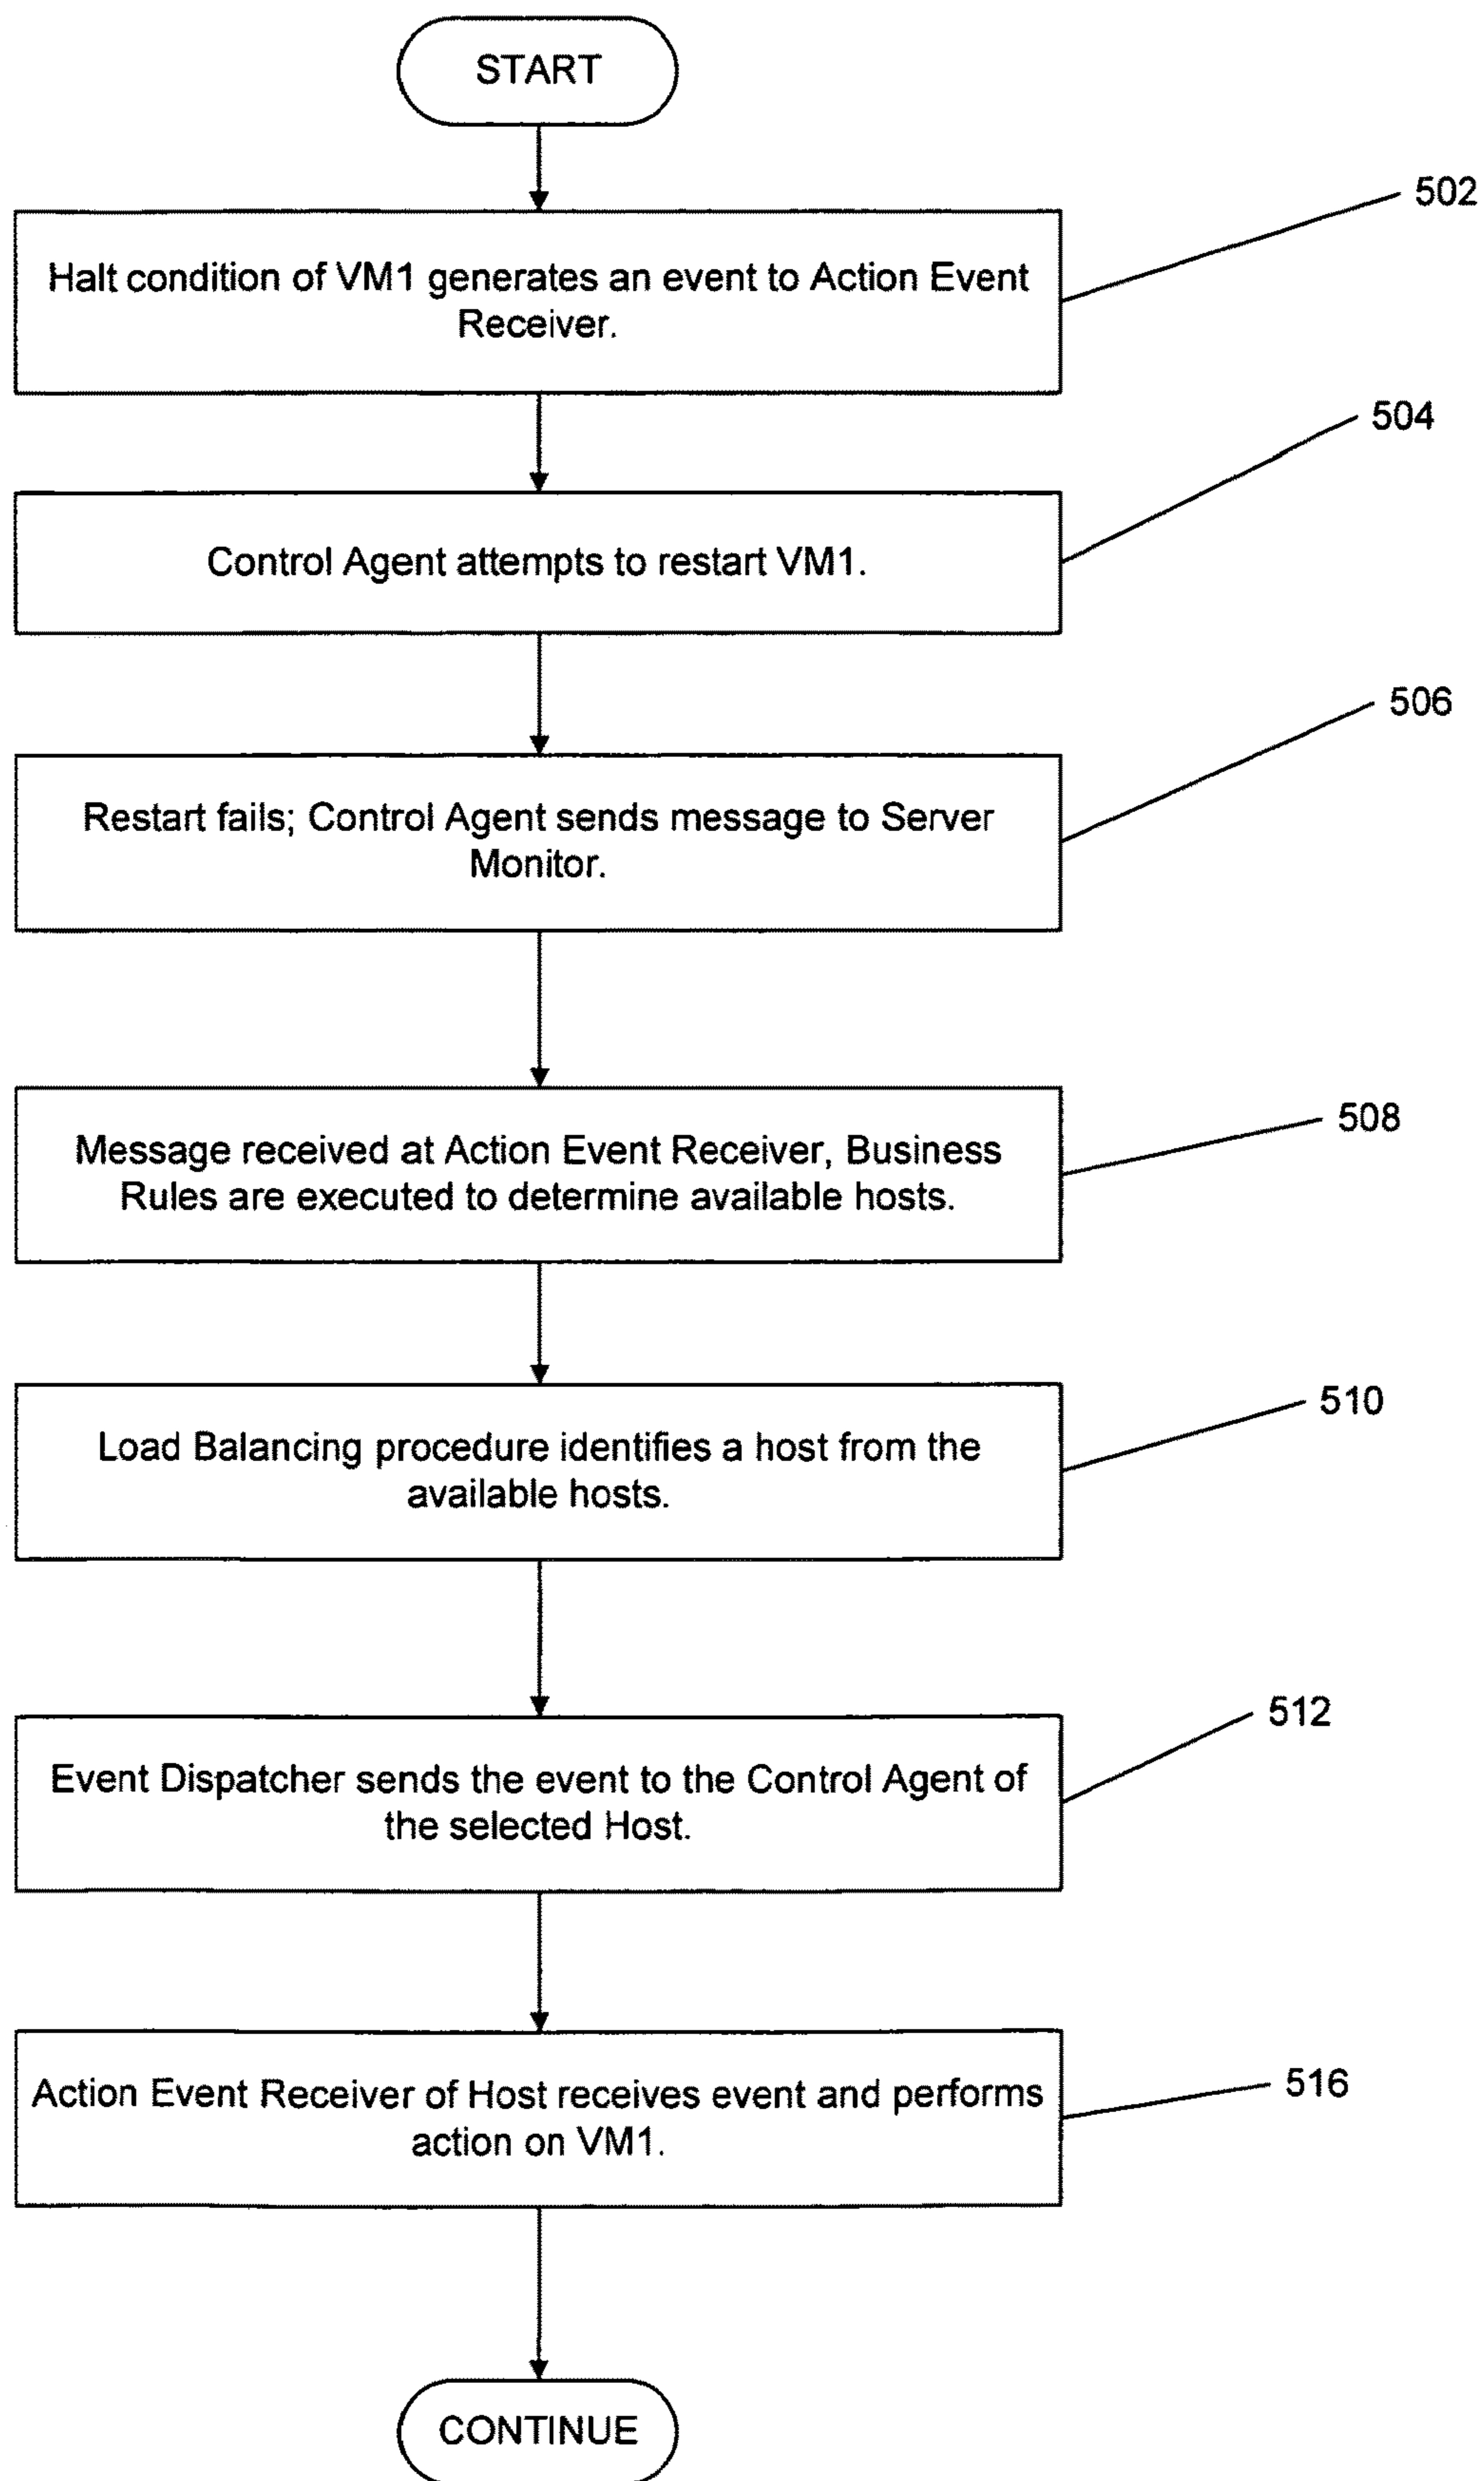 START
502
Halt condition of VM1 generates an event to Action Event
Receiver.
504
Control Agent attempts to restart VM1.
506
Restart fails; Control Agent sends message to Server
Monitor.
508
Message received at Action Event Receiver, Business
Rules are executed to determine available hosts.
510
Load Balancing procedure identifies a host from the
available hosts.
512
Event Dispatcher sends the event to the Control Agent of
the selected Host.
516
Action Event Receiver of Host receives event and performs
action on VM1.
CONTINUE